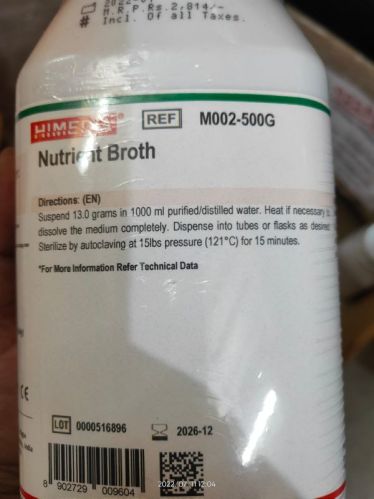 M.R.P.Rs.2,814/-
# Incl. Of all Taxes
HIMEDIA
REF M002-500G
Nutrient Broth
Directions: (EN)
Suspend 13.0 grams in 1000 ml purified/distilled water. Heat if necessary to
dissolve the medium completely. Dispense into tubes or flasks as desired.
Sterilize by autoclaving at 15lbs pressure (121°C) for 15 minutes.
*For More Information Refer Technical Data
CE
LOT 0000516896
2026-12
India
8 902729 009604